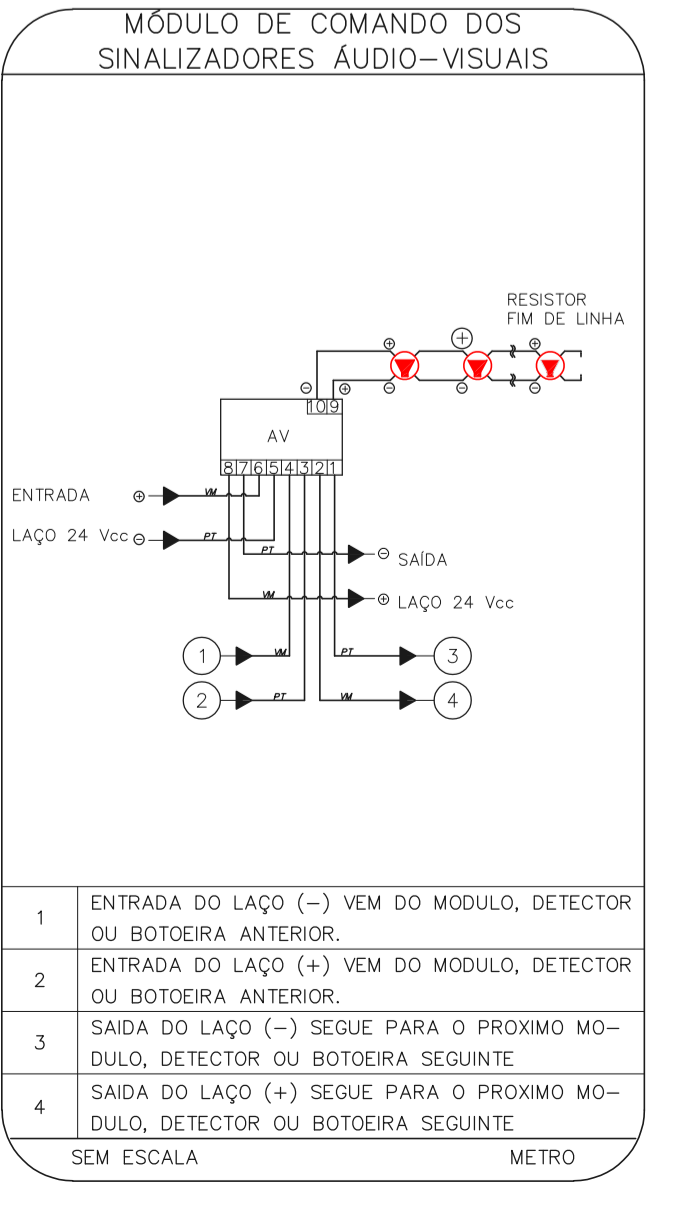 MÓDULO DE COMANDO DOS
SINALIZADORES ÁUDIO-VISUAIS
RESISTOR
FIM DE LINHA
10 9
AV
8 7 6 5 4 3 2 1
ENTRADA
VM
LAÇO 24 Vcc
PT
PT
SAÍDA
VM
LAÇO 24 Vcc
1 VM PT 3
2 PT VM 4
1 ENTRADA DO LAÇO (-) VEM DO MODULO, DETECTOR
OU BOTOEIRA ANTERIOR.
2 ENTRADA DO LAÇO (+) VEM DO MODULO, DETECTOR
OU BOTOEIRA ANTERIOR.
3 SAIDA DO LAÇO (-) SEGUE PARA O PROXIMO MO-
DULO, DETECTOR OU BOTOEIRA SEGUINTE
4 SAIDA DO LAÇO (+) SEGUE PARA O PROXIMO MO-
DULO, DETECTOR OU BOTOEIRA SEGUINTE
SEM ESCALA METRO